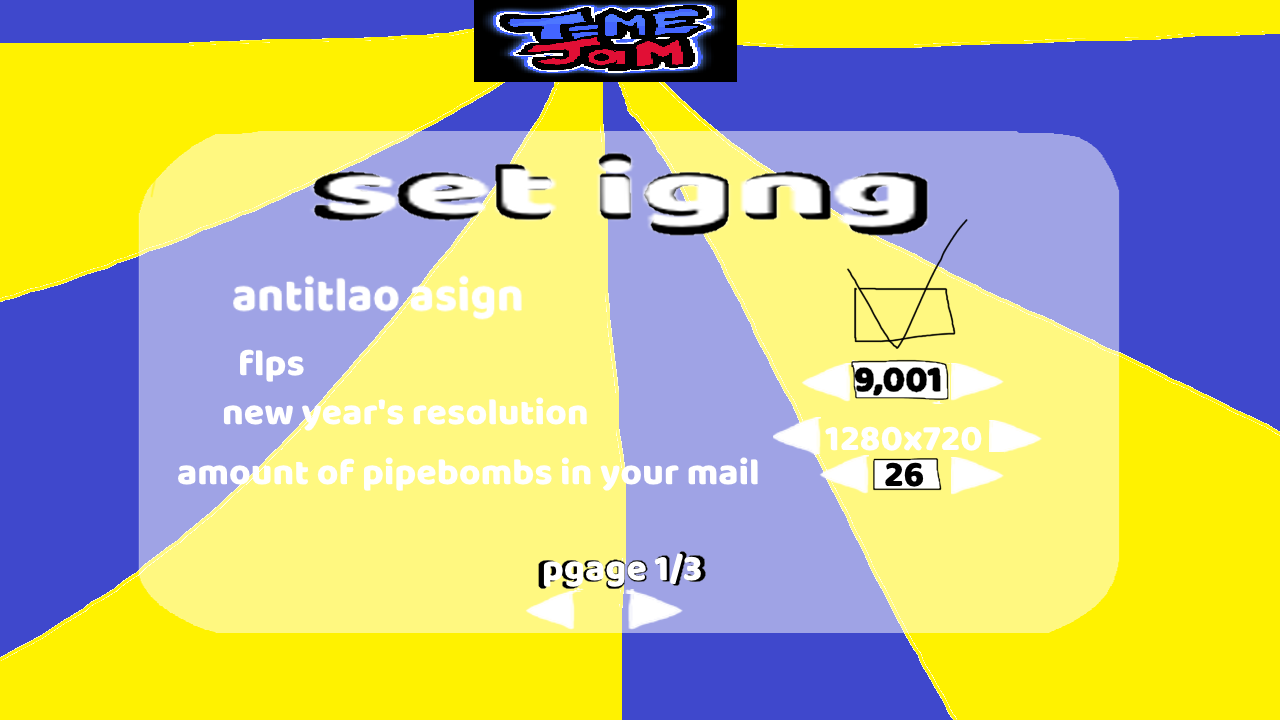 TIME
JAM
set igng
antitlao asign
flps
9,001
new year's resolution
1280x720
amount of pipebombs in your mail
26
pgage 1/3